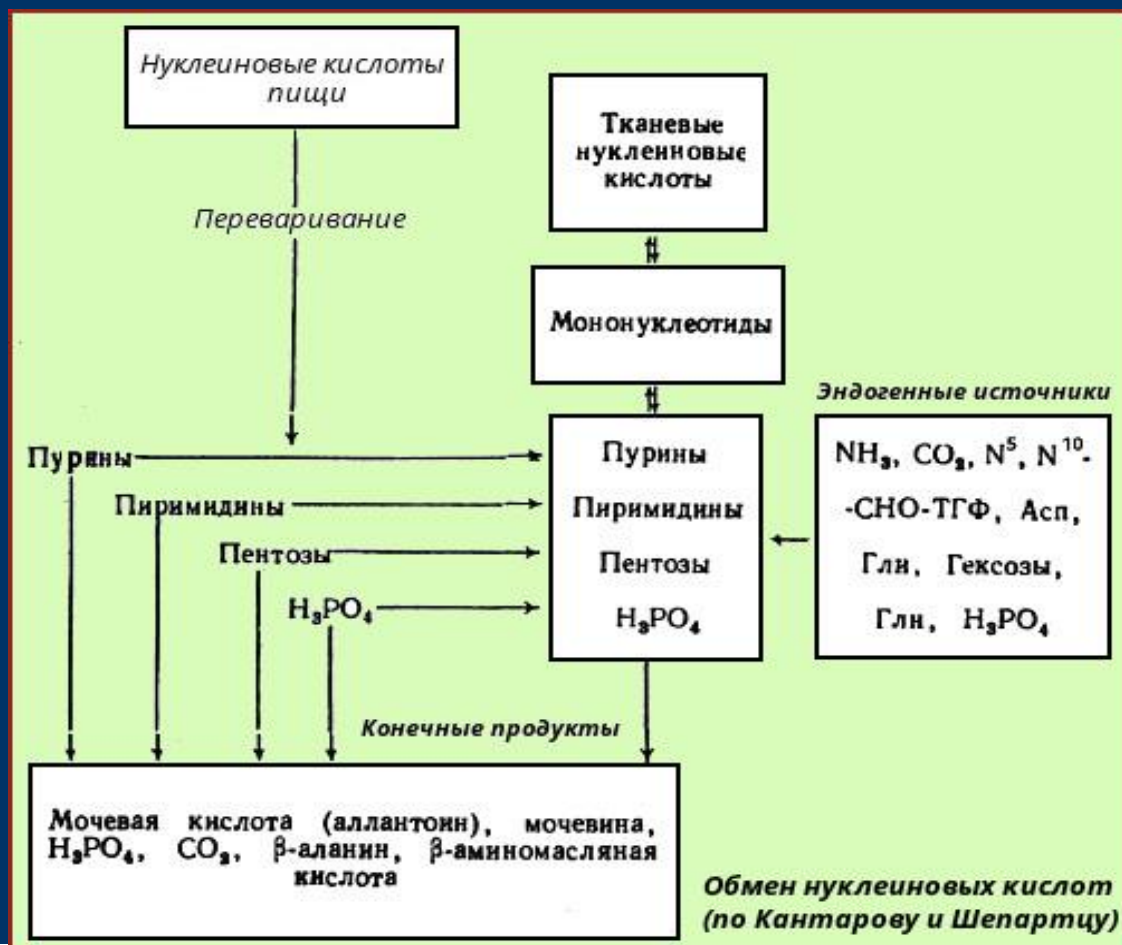 Нуклеиновые кислоты
пищи
Тканевые
нуклеиновые
кислоты
Переваривание
Мононуклеотиды
Эндогенные источники
Пурины
Пиримидины
Пентозы
H₃PO₄
Пурины
Пиримидины
Пентозы
H₃PO₄
NH₃, CO₂, N⁵, N¹⁰-
-CHO-ТГФ, Асп,
Гли, Гексозы,
Глн, H₃PO₄
Конечные продукты
Мочевая кислота (аллантоин), мочевина,
H₃PO₄, CO₂, β-аланин, β-аминомасляная
кислота
Обмен нуклеиновых кислот
(по Кантарову и Шепартцу)